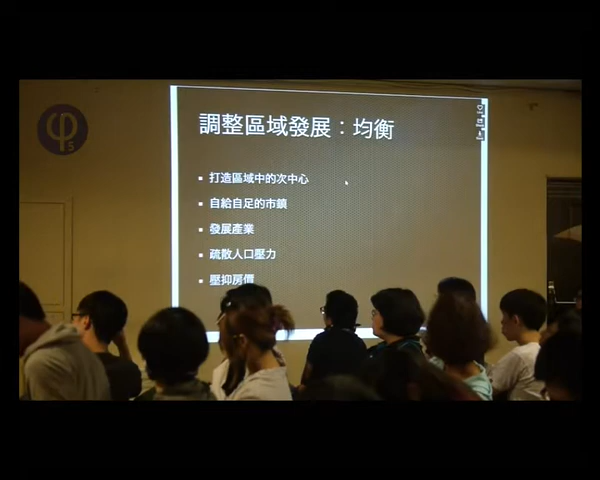 調整區域發展：均衡
打造區域中的次中心
自給自足的市鎮
發展產業
疏散人口壓力
壓抑房價
φ5